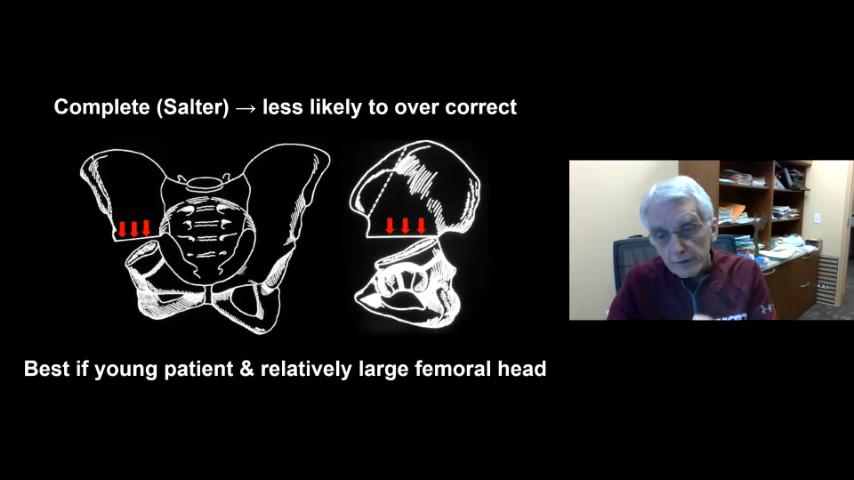 Complete (Salter) → less likely to over correct
Best if young patient & relatively large femoral head